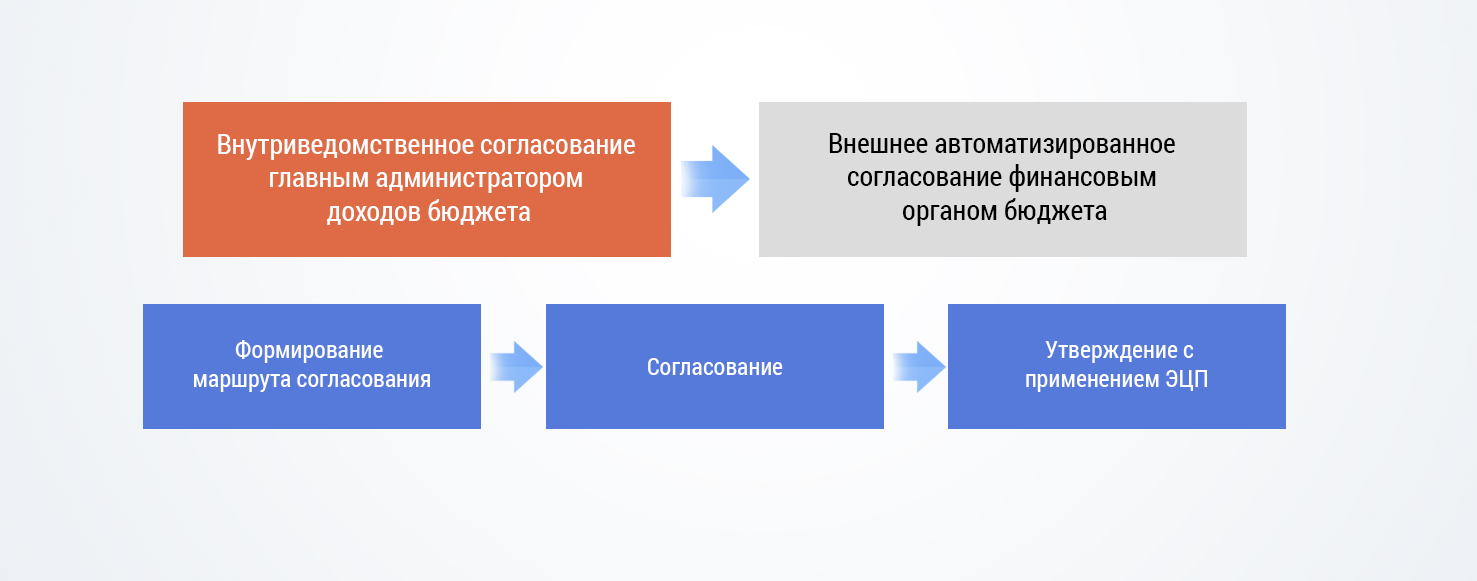 Внутриведомственное согласование
главным администратором
доходов бюджета
Внешнее автоматизированное
согласование финансовым
органом бюджета
Формирование
маршрута согласования
Согласование
Утверждение с
применением ЭЦП